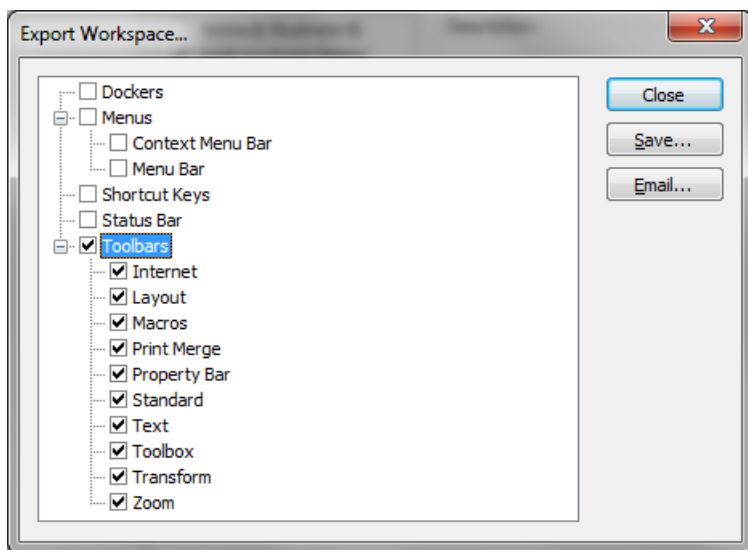 Export Workspace...
Dockers
Menus
Context Menu Bar
Menu Bar
Shortcut Keys
Status Bar
Toolbars
Internet
Layout
Macros
Print Merge
Property Bar
Standard
Text
Toolbox
Transform
Zoom
Close
Save...
Email...